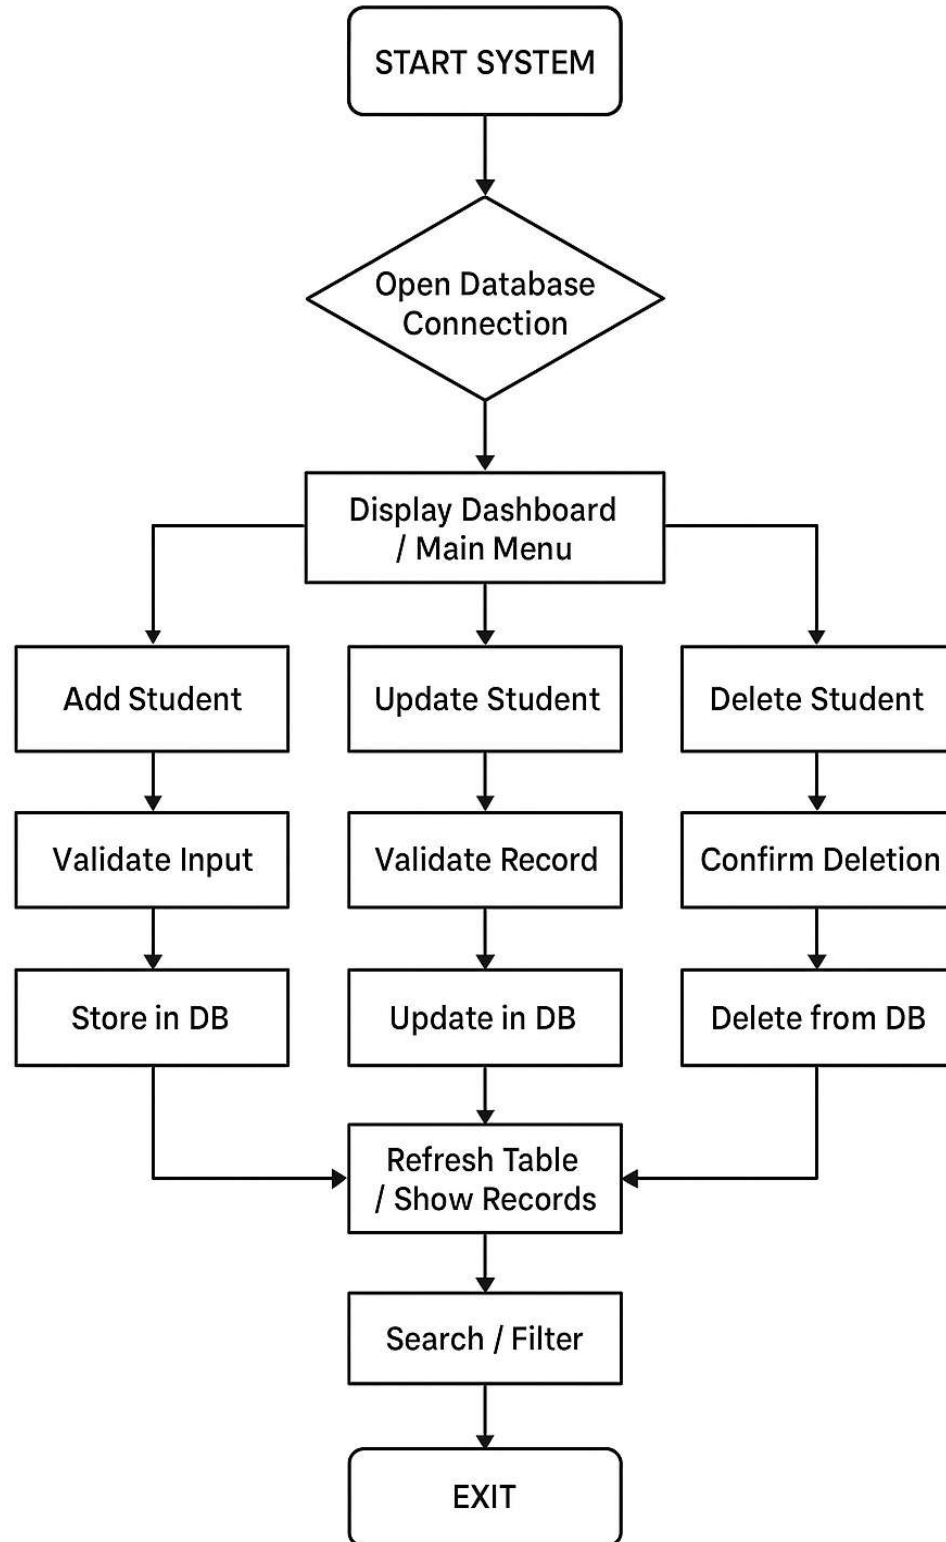 START SYSTEM
Open Database
Connection
Display Dashboard
/ Main Menu
Add Student
Update Student
Delete Student
Validate Input
Validate Record
Confirm Deletion
Store in DB
Update in DB
Delete from DB
Refresh Table
/ Show Records
Search / Filter
EXIT